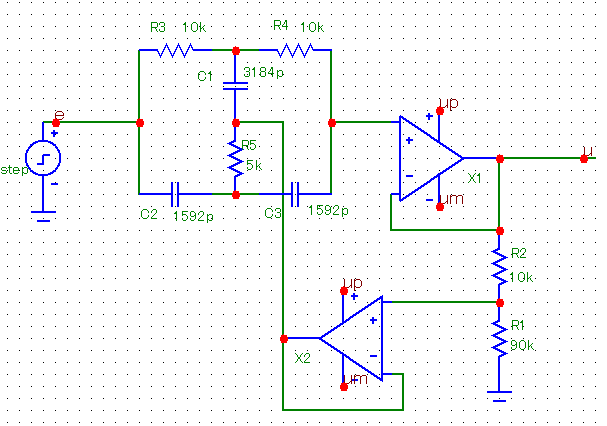 R3 10k
R4 10k
C1
3184p
up
e
R5
5k
step
u
X1
um
C2
1592p
C3
1592p
R2
10k
up
R1
90k
X2
um